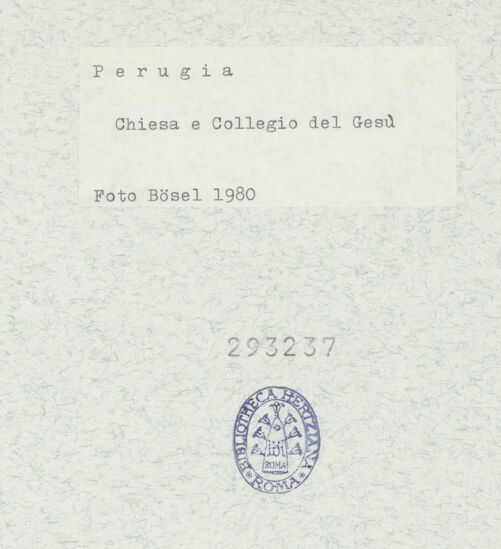 Perugia
Chiesa e Collegio del Gesù
Foto Bösel 1980
293237
BIBLIOTHECA HERTZIANA
ROMA
ROMA